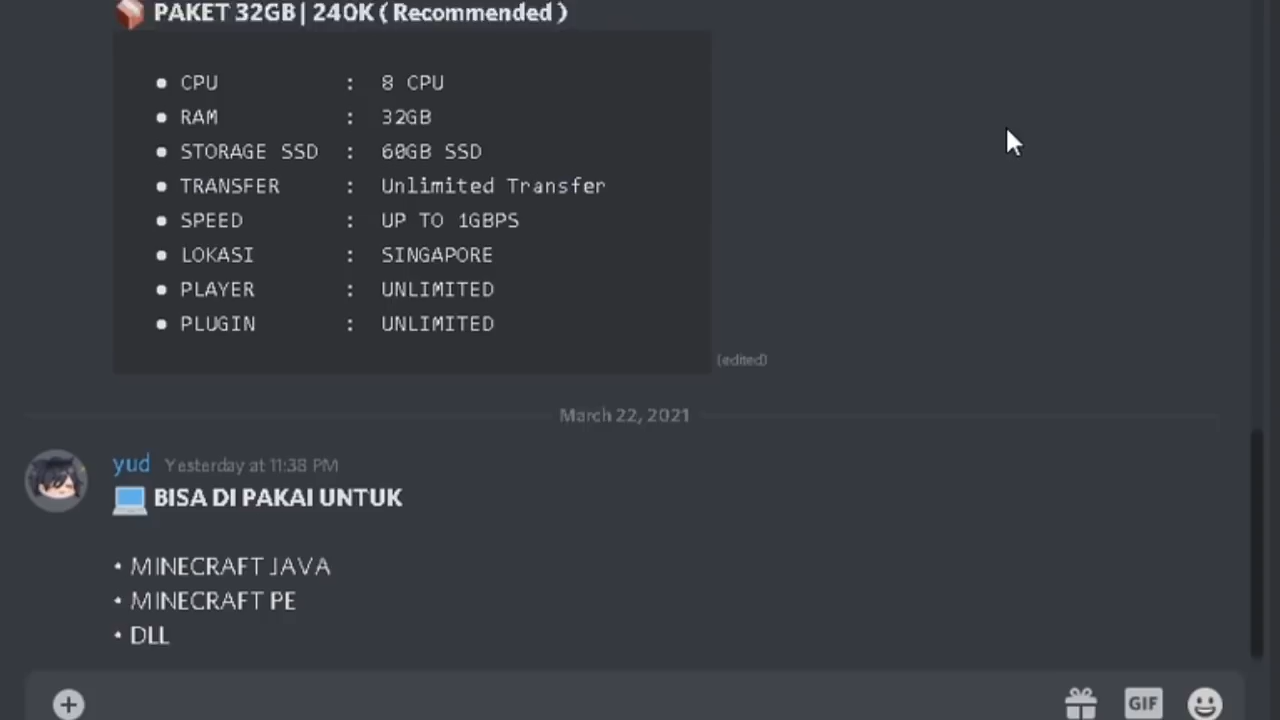 PAKET 32GB | 240K ( Recommended )
• CPU : 8 CPU
• RAM : 32GB
• STORAGE SSD : 60GB SSD
• TRANSFER : Unlimited Transfer
• SPEED : UP TO 1GBPS
• LOKASI : SINGAPORE
• PLAYER : UNLIMITED
• PLUGIN : UNLIMITED
(edited)
March 22, 2021
yud Yesterday at 11:38 PM
BISA DI PAKAI UNTUK
• MINECRAFT JAVA
• MINECRAFT PE
• DLL
GIF